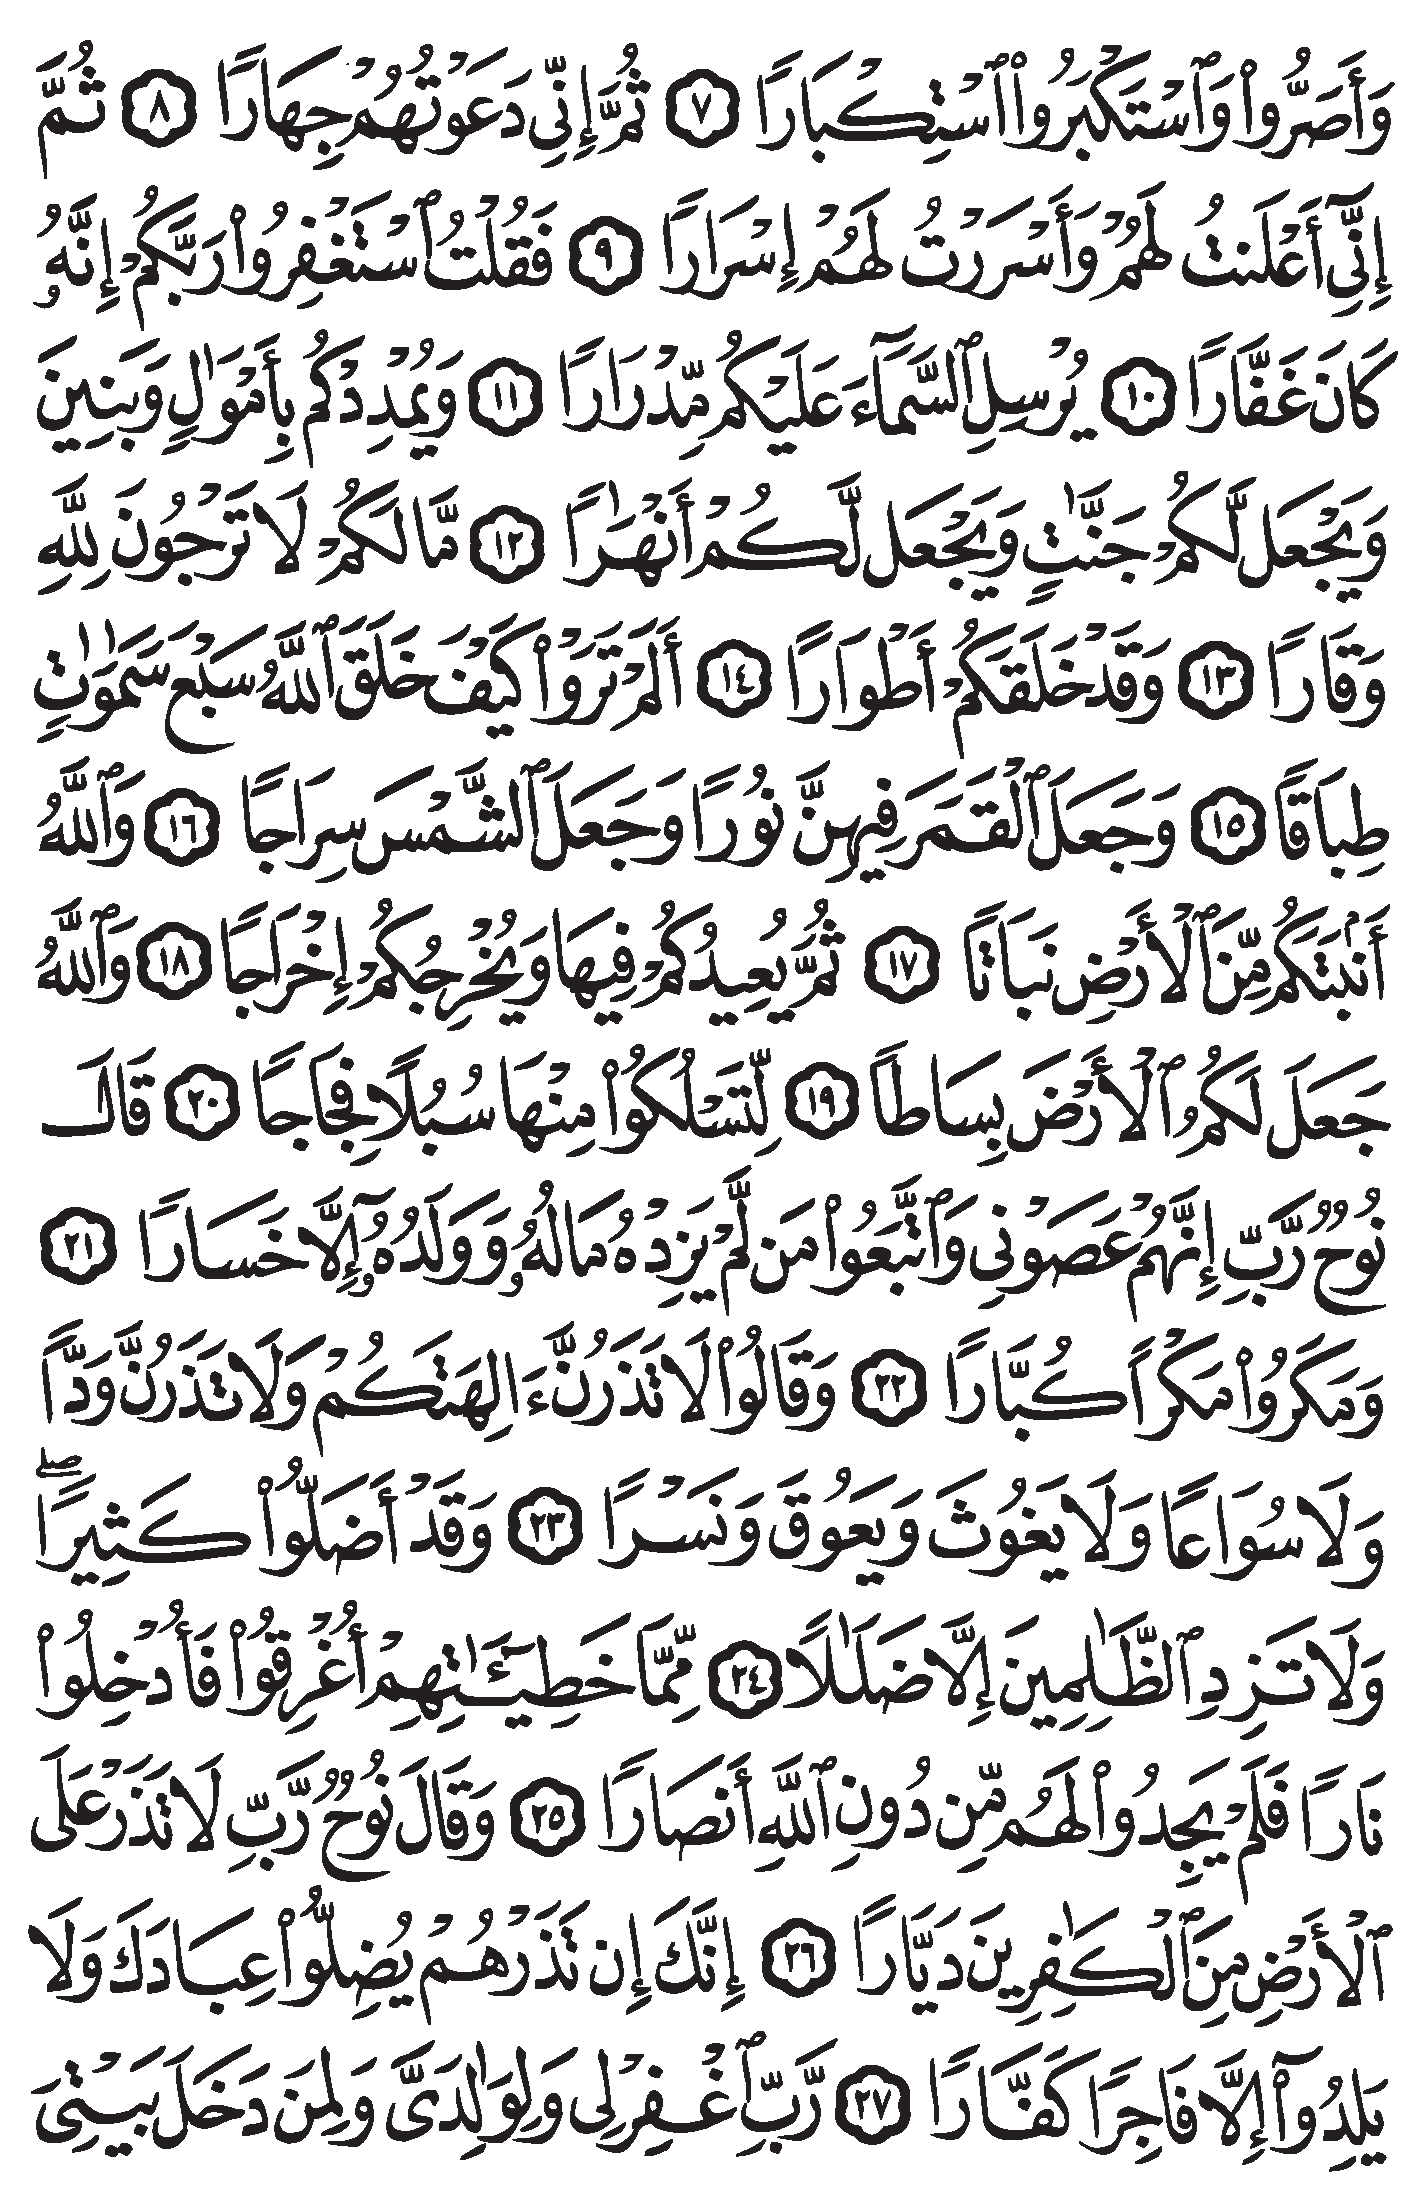 وَأَصَرُّوا۟ وَٱسْتَكْبَرُوا۟ ٱسْتِكْبَارًا ٧ ثُمَّ إِنِّى دَعَوْتُهُمْ جِهَارًا ٨ ثُمَّ
إِنِّىٓ أَعْلَنتُ لَهُمْ وَأَسْرَرْتُ لَهُمْ إِسْرَارًا ٩ فَقُلْتُ ٱسْتَغْفِرُوا۟ رَبَّكُمْ إِنَّهُۥ
كَانَ غَفَّارًا ١٠ يُرْسِلِ ٱلسَّمَآءَ عَلَيْكُم مِّدْرَارًا ١١ وَيُمْدِدْكُم بِأَمْوَٰلٍ وَبَنِينَ
وَيَجْعَل لَّكُمْ جَنَّٰتٍ وَيَجْعَل لَّكُمْ أَنْهَٰرًا ١٢ مَّا لَكُمْ لَا تَرْجُونَ لِلَّهِ
وَقَارًا ١٣ وَقَدْ خَلَقَكُمْ أَطْوَارًا ١٤ أَلَمْ تَرَوْا۟ كَيْفَ خَلَقَ ٱللَّهُ سَبْعَ سَمَٰوَٰتٍ
طِبَاقًا ١٥ وَجَعَلَ ٱلْقَمَرَ فِيهِنَّ نُورًا وَجَعَلَ ٱلشَّمْسَ سِرَاجًا ١٦ وَٱللَّهُ
أَنۢبَتَكُم مِّنَ ٱلْأَرْضِ نَبَاتًا ١٧ ثُمَّ يُعِيدُكُمْ فِيهَا وَيُخْرِجُكُمْ إِخْرَاجًا ١٨ وَٱللَّهُ
جَعَلَ لَكُمُ ٱلْأَرْضَ بِسَاطًا ١٩ لِّتَسْلُكُوا۟ مِنْهَا سُبُلًا فِجَاجًا ٢٠ قَالَ
نُوحٌ رَّبِّ إِنَّهُمْ عَصَوْنِى وَٱتَّبَعُوا۟ مَن لَّمْ يَزِدْهُ مَالُهُۥ وَوَلَدُهُۥٓ إِلَّا خَسَارًا ٢١
وَمَكَرُوا۟ مَكْرًا كُبَّارًا ٢٢ وَقَالُوا۟ لَا تَذَرُنَّ ءَالِهَتَكُمْ وَلَا تَذَرُنَّ وَدًّا
وَلَا سُوَاعًا وَلَا يَغُوثَ وَيَعُوقَ وَنَسْرًا ٢٣ وَقَدْ أَضَلُّوا۟ كَثِيرًا ۖ
وَلَا تَزِدِ ٱلظَّٰلِمِينَ إِلَّا ضَلَٰلًا ٢٤ مِّمَّا خَطِيٓـَٰٔتِهِمْ أُغْرِقُوا۟ فَأُدْخِلُوا۟
نَارًا فَلَمْ يَجِدُوا۟ لَهُم مِّن دُونِ ٱللَّهِ أَنصَارًا ٢٥ وَقَالَ نُوحٌ رَّبِّ لَا تَذَرْ عَلَى
ٱلْأَرْضِ مِنَ ٱلْكَٰفِرِينَ دَيَّارًا ٢٦ إِنَّكَ إِن تَذَرْهُمْ يُضِلُّوا۟ عِبَادَكَ وَلَا
يَلِدُوٓا۟ إِلَّا فَاجِرًا كَفَّارًا ٢٧ رَّبِّ ٱغْفِرْ لِى وَلِوَٰلِدَىَّ وَلِمَن دَخَلَ بَيْتِىَ